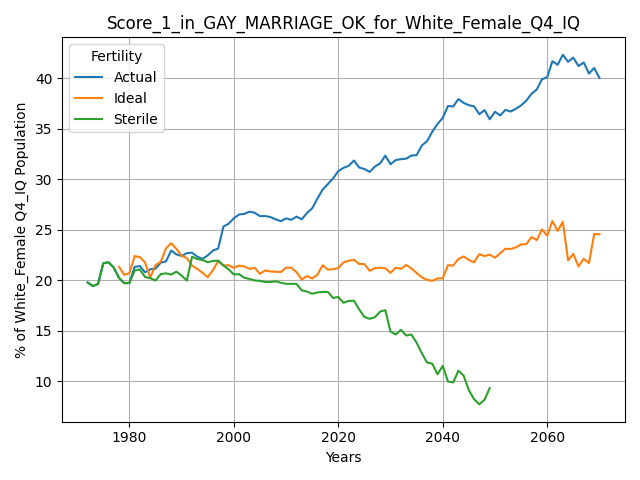 Score_1_in_GAY_MARRIAGE_OK_for_White_Female_Q4_IQ
Fertility
Actual
Ideal
Sterile
% of White_Female Q4_IQ Population
40
35
30
25
20
15
10
1980
2000
2020
2040
2060
Years